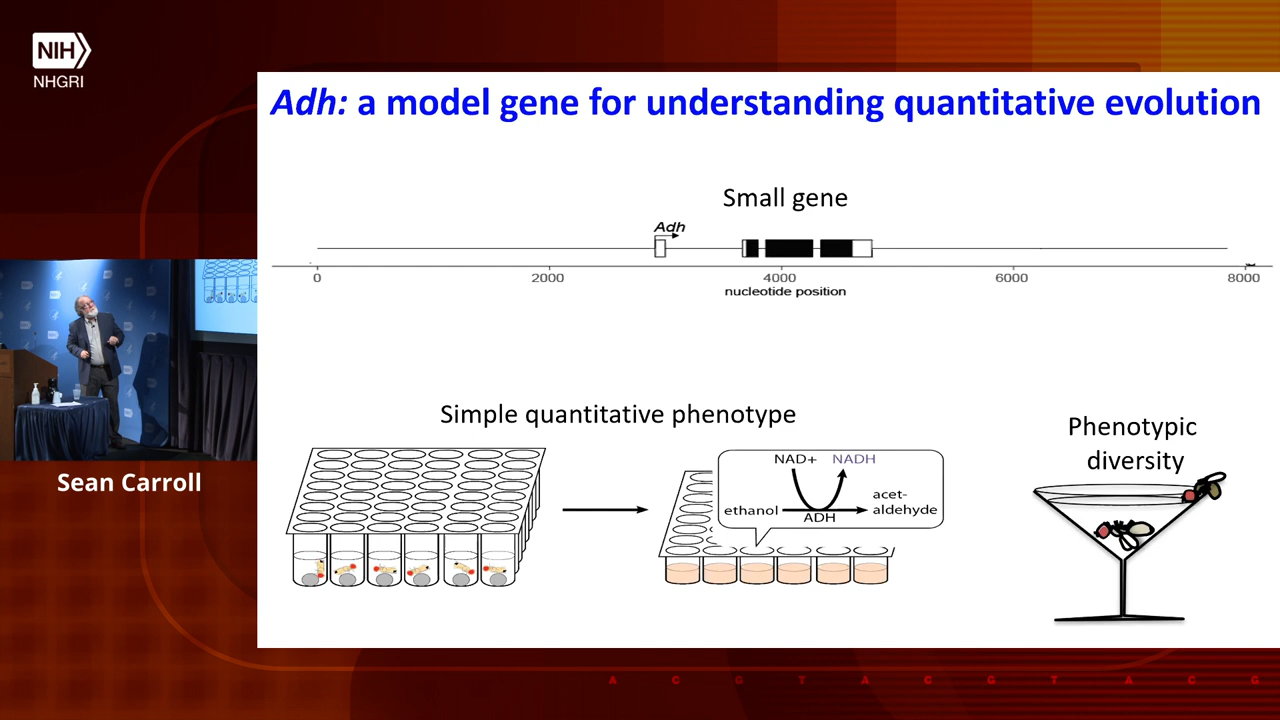 NIH
NHGRI
Adh: a model gene for understanding quantitative evolution
Small gene
Adh
0 2000 4000 6000 8000
nucleotide position
Simple quantitative phenotype
NAD+ NADH
ethanol
ADH
acet-
aldehyde
Phenotypic
diversity
Sean Carroll
A C G T A C G T A C G